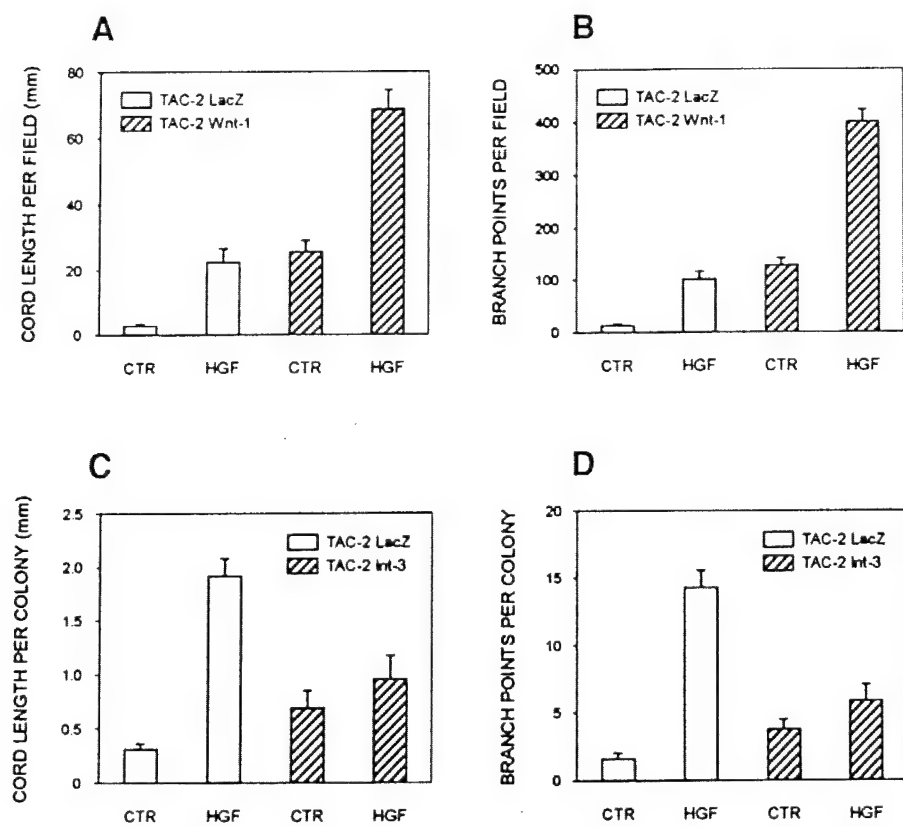 A
CORD LENGTH PER FIELD (mm)
80
60
40
20
0
TAC-2 LacZ
TAC-2 Wnt-1
CTR HGF CTR HGF
B
BRANCH POINTS PER FIELD
500
400
300
200
100
0
TAC-2 LacZ
TAC-2 Wnt-1
CTR HGF CTR HGF
C
CORD LENGTH PER COLONY (mm)
2.5
2.0
1.5
1.0
0.5
0
TAC-2 LacZ
TAC-2 Int-3
CTR HGF CTR HGF
D
BRANCH POINTS PER COLONY
20
15
10
5
0
TAC-2 LacZ
TAC-2 Int-3
CTR HGF CTR HGF